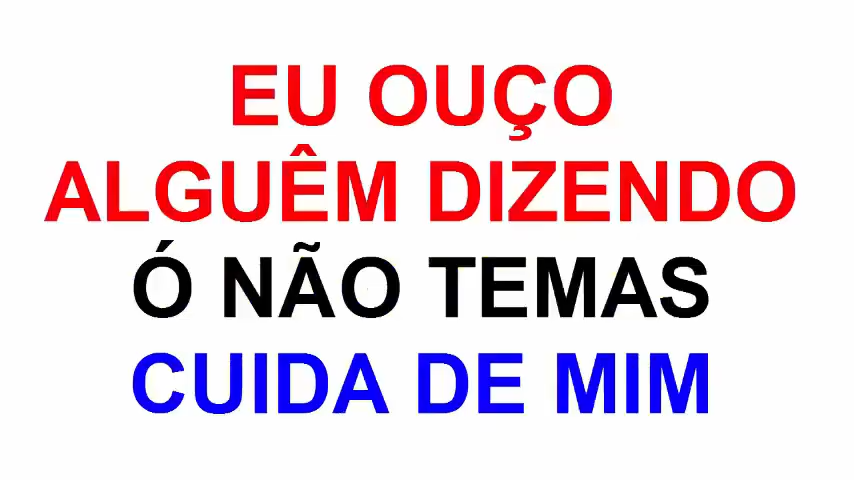 EU OUÇO
ALGUÊM DIZENDO
Ó NÃO TEMAS
CUIDA DE MIM